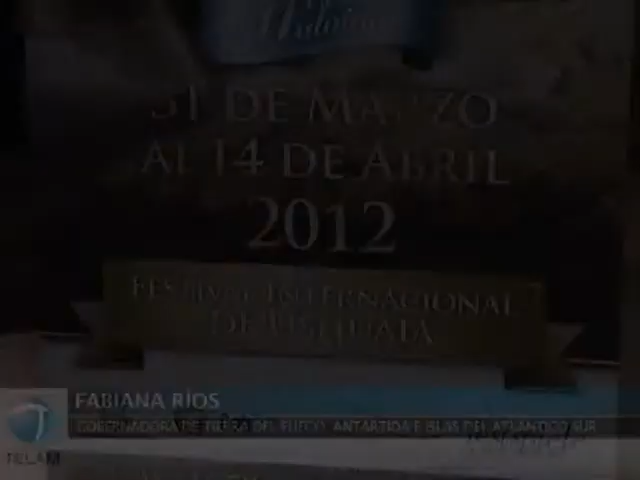 31 DE MARZO
AL 14 DE ABRIL
2012
FESTIVAL INTERNACIONAL
DE USHUAIA
FABIANA RÍOS
GOBERNADORA DE TIERRA DEL FUEGO, ANTÁRTIDA E ISLAS DEL ATLÁNTICO SUR
TELAM